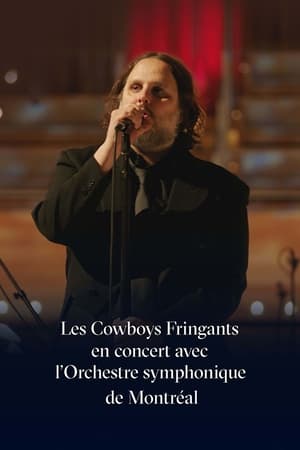 Les Cowboys Fringants
en concert avec
l'Orchestre symphonique
de Montréal